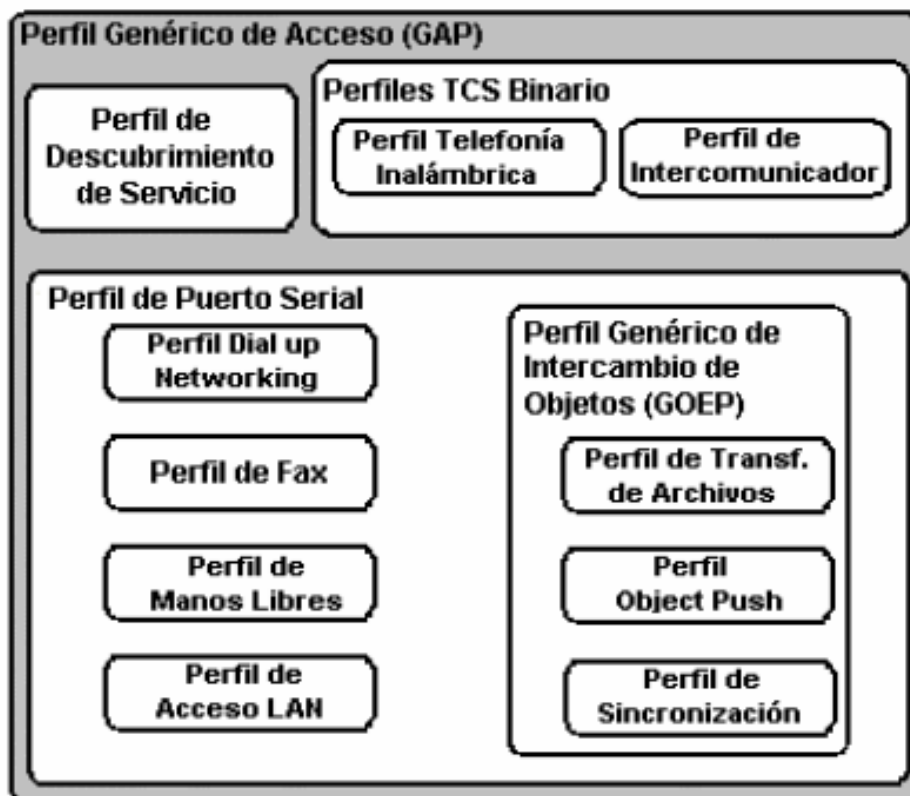 Perfil Genérico de Acceso (GAP)
Perfil de
Descubrimiento
de Servicio
Perfiles TCS Binario
Perfil Telefonía
Inalámbrica
Perfil de
Intercomunicador
Perfil de Puerto Serial
Perfil Dial up
Networking
Perfil de Fax
Perfil de
Manos Libres
Perfil de
Acceso LAN
Perfil Genérico de
Intercambio de
Objetos (GOEP)
Perfil de Transf.
de Archivos
Perfil
Object Push
Perfil de
Sincronización